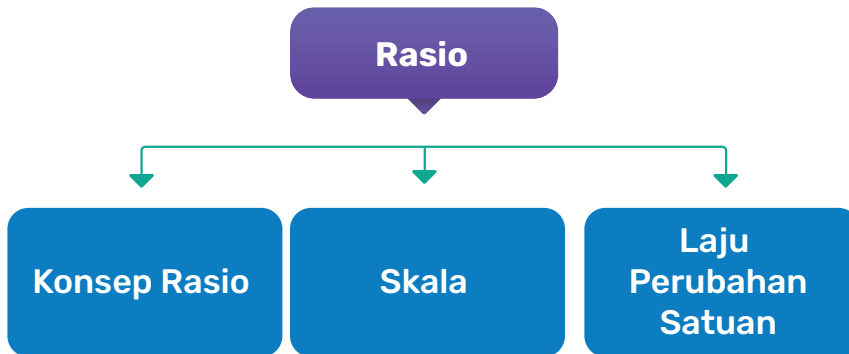 Rasio
Konsep Rasio
Skala
Laju
Perubahan
Satuan